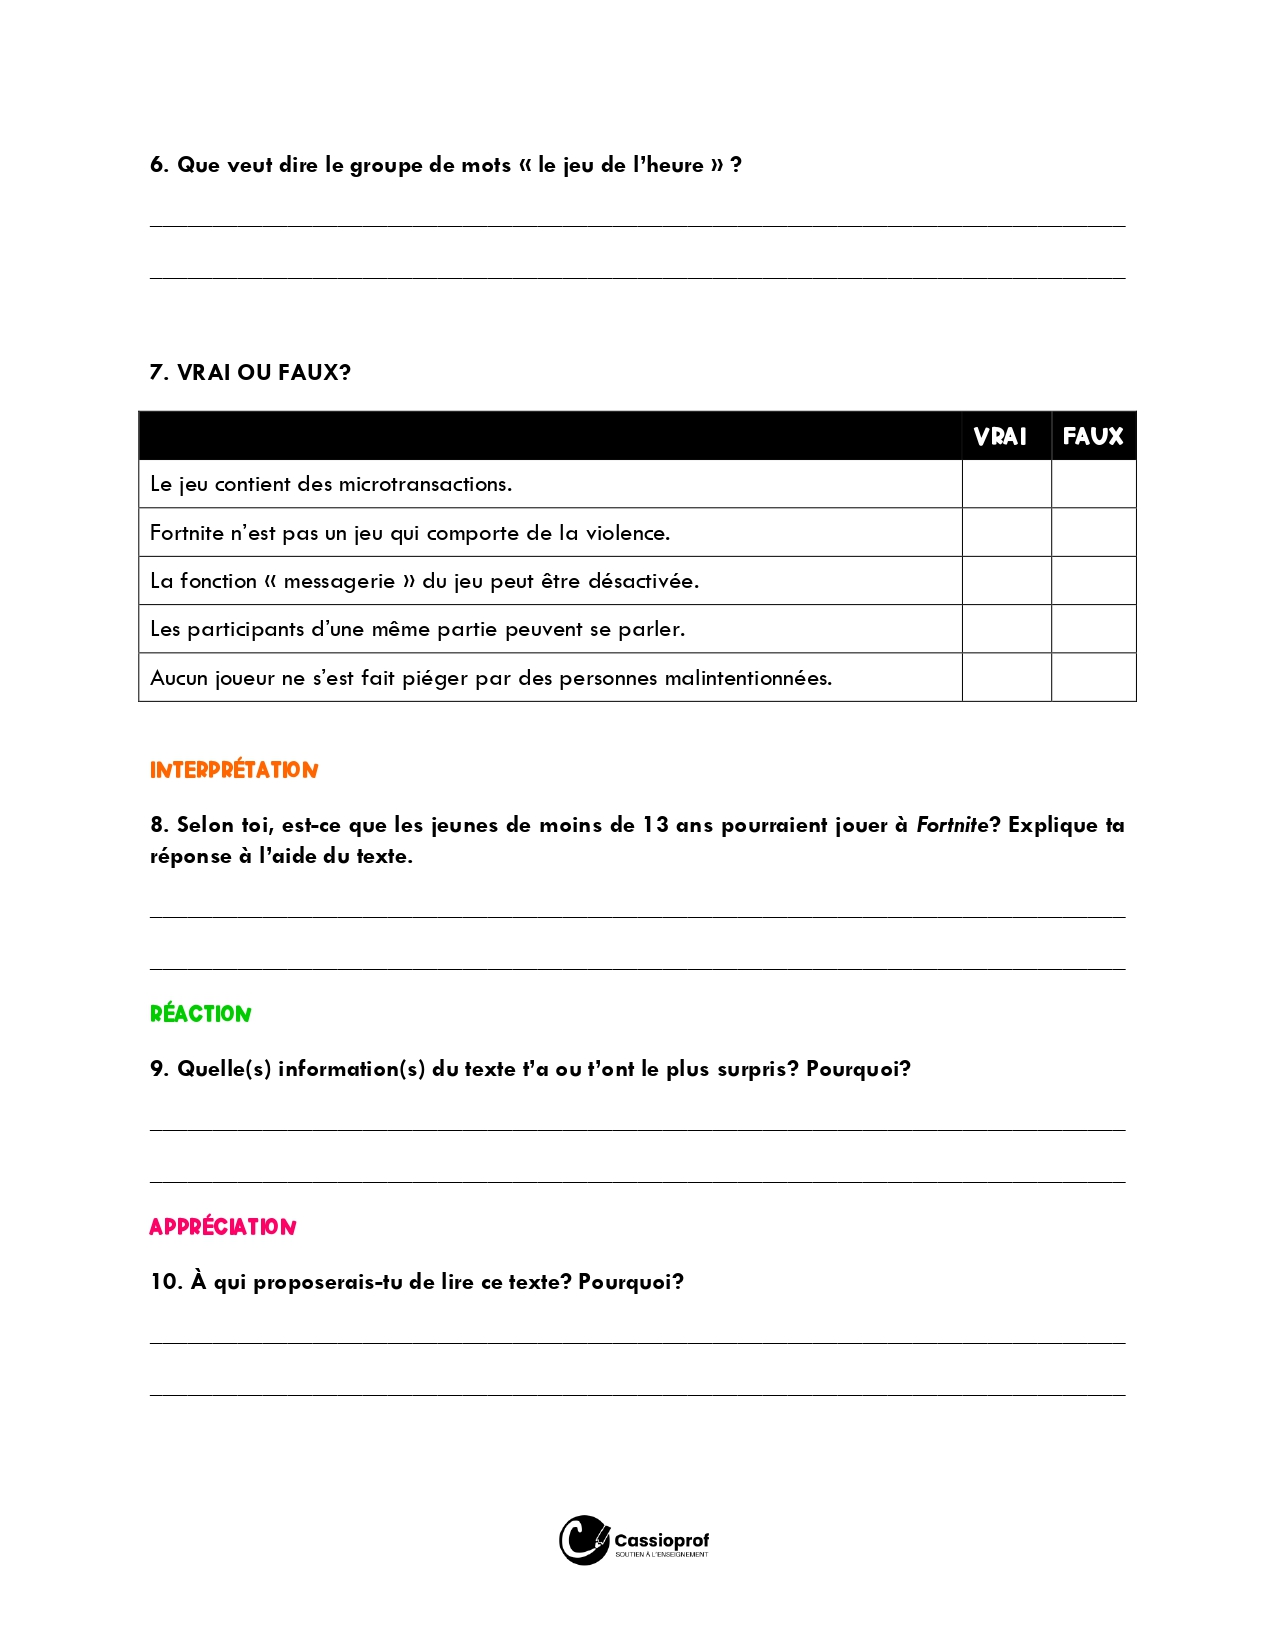 6. Que veut dire le groupe de mots « le jeu de l’heure » ?
7. VRAI OU FAUX?
VRAI FAUX
Le jeu contient des microtransactions.
Fortnite n’est pas un jeu qui comporte de la violence.
La fonction « messagerie » du jeu peut être désactivée.
Les participants d’une même partie peuvent se parler.
Aucun joueur ne s’est fait piéger par des personnes malintentionnées.
INTERPRÉTATION
8. Selon toi, est-ce que les jeunes de moins de 13 ans pourraient jouer à Fortnite? Explique ta
réponse à l’aide du texte.
RÉACTION
9. Quelle(s) information(s) du texte t’a ou t’ont le plus surpris? Pourquoi?
APPRÉCIATION
10. À qui proposerais-tu de lire ce texte? Pourquoi?
Cassioprof
SOUTIEN À L'ENSEIGNEMENT